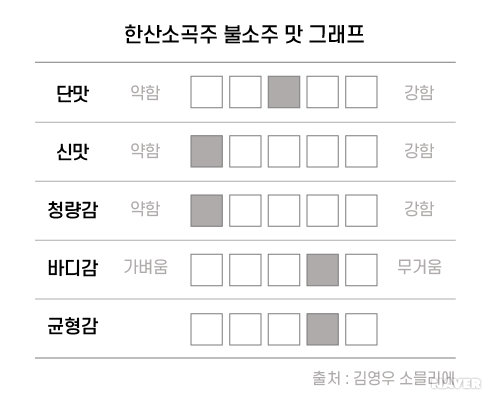 한산소곡주 불소주 맛 그래프
단맛 약함 강함
신맛 약함 강함
청량감 약함 강함
바디감 가벼움 무거움
균형감
출처 : 김영우 소믈리에
NAVER